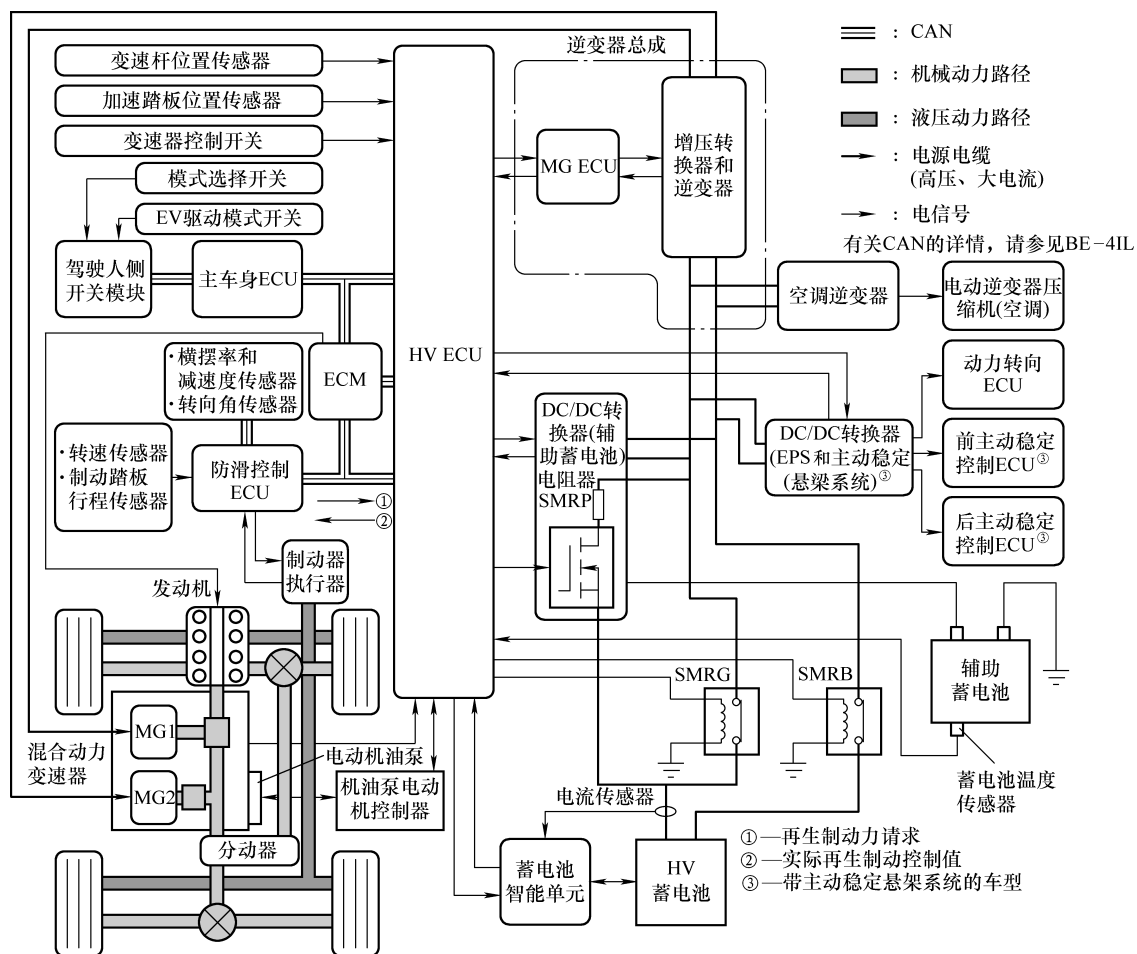 变速杆位置传感器
加速踏板位置传感器
变速器控制开关
模式选择开关
EV驱动模式开关
驾驶人侧
开关模块
主车身ECU
HV ECU
逆变器总成
MG ECU
增压转
换器和
逆变器
: CAN
: 机械动力路径
: 液压动力路径
: 电源电缆
(高压、大电流)
: 电信号
有关CAN的详情，请参见BE-4IL
空调逆变器
电动逆变器压
缩机(空调)
·横摆率和
减速度传感器
·转向角传感器
ECM
动力转向
ECU
·转速传感器
·制动踏板
行程传感器
防滑控制
ECU
①
②
DC/DC转
换器(辅
助蓄电池)
电阻器
SMRP
DC/DC转换器
(EPS和主动稳定
(悬梁系统)③
前主动稳定
控制ECU③
后主动稳定
控制ECU③
制动器
执行器
发动机
SMRG
SMRB
辅助
蓄电池
MG1
混合动力
变速器
MG2
电动机油泵
机油泵电动
机控制器
蓄电池温度
传感器
分动器
电流传感器
蓄电池
智能单元
HV
蓄电池
①—再生制动力请求
②—实际再生制动控制值
③—带主动稳定悬架系统的车型